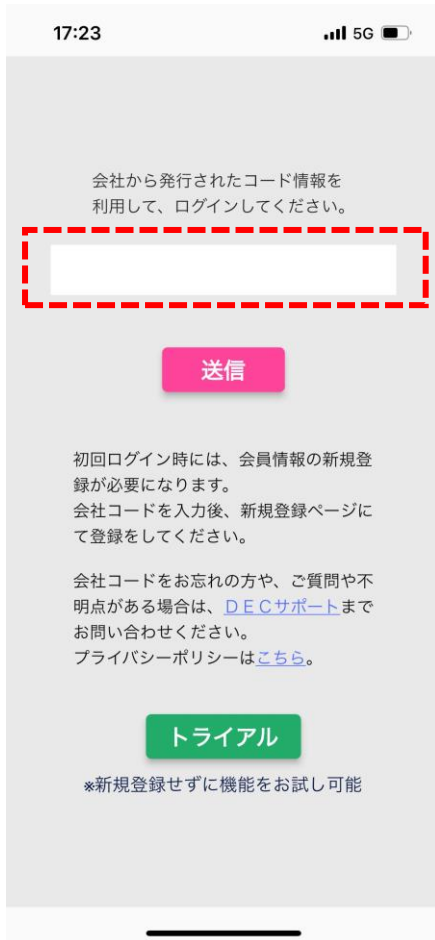 17:23 5G
会社から発行されたコード情報を
利用して、ログインしてください。
送信
初回ログイン時には、会員情報の新規登
録が必要になります。
会社コードを入力後、新規登録ページに
て登録をしてください。
会社コードをお忘れの方や、ご質問や不
明点がある場合は、ＤＥＣサポートまで
お問い合わせください。
プライバシーポリシーはこちら。
トライアル
※新規登録せずに機能をお試し可能